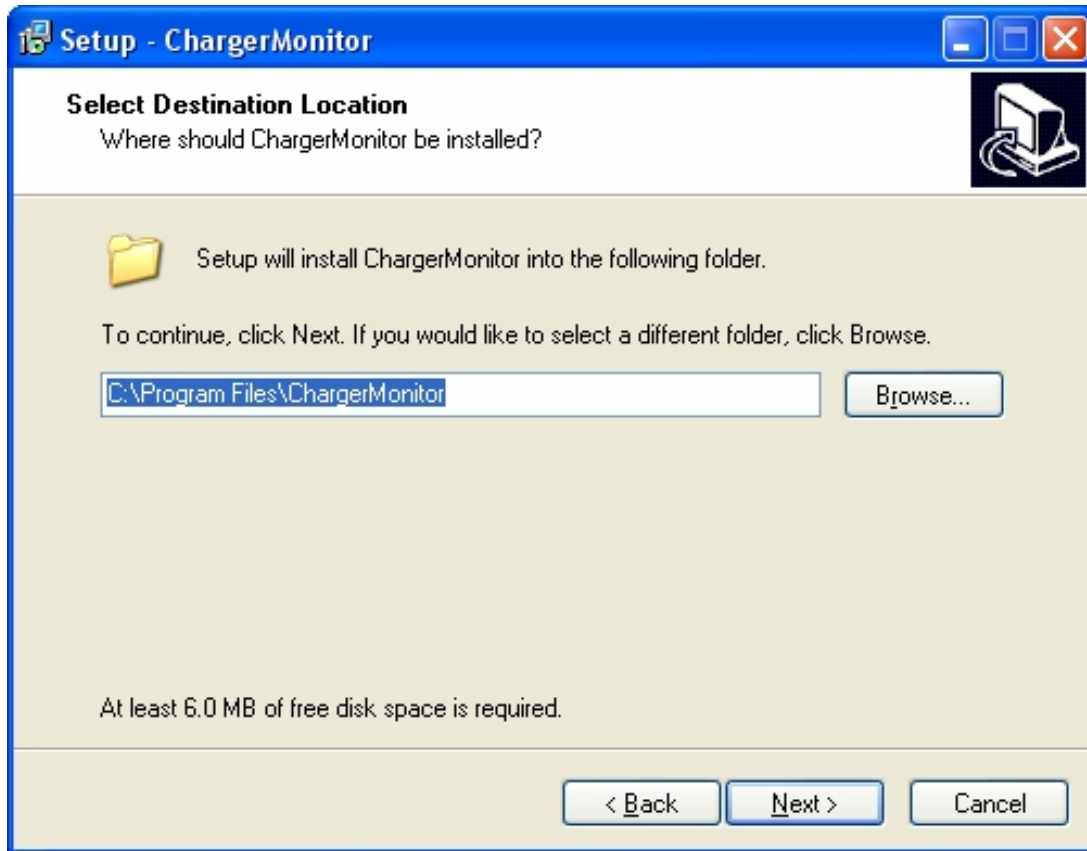 Setup - ChargerMonitor
Select Destination Location
Where should ChargerMonitor be installed?
Setup will install ChargerMonitor into the following folder.
To continue, click Next. If you would like to select a different folder, click Browse.
C:\Program Files\ChargerMonitor
Browse...
At least 6.0 MB of free disk space is required.
< Back
Next >
Cancel